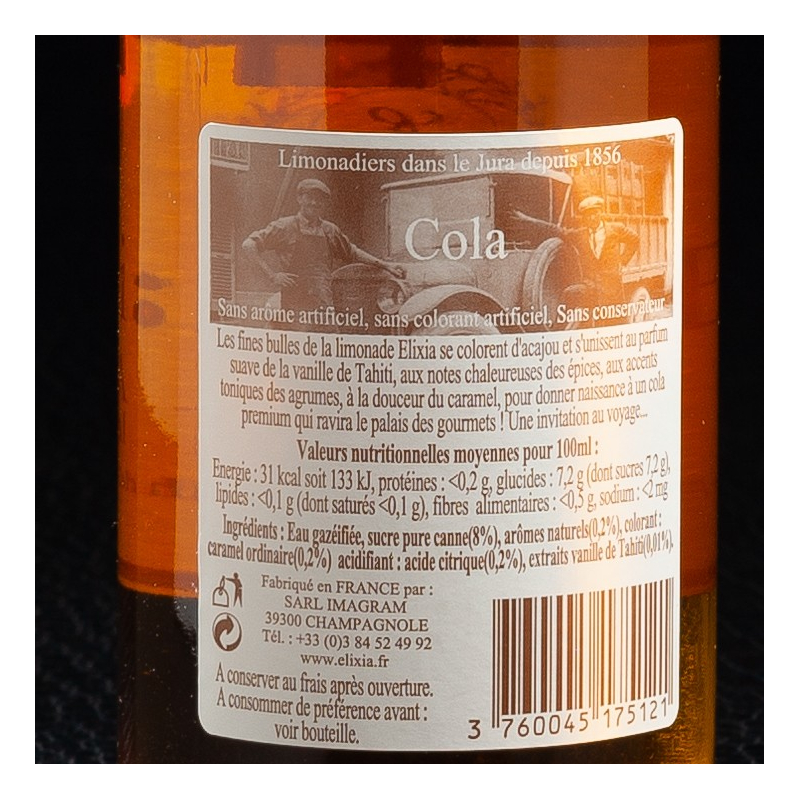 Limonadiers dans le Jura depuis 1856
Cola
Sans arôme artificiel, sans colorant artificiel, Sans conservateur
Les fines bulles de la limonade Elixia se colorent d'acajou et s'unissent au parfum
suave de la vanille de Tahiti, aux notes chaleureuses des épices, aux accents
toniques des agrumes, à la douceur du caramel, pour donner naissance à un cola
premium qui ravira le palais des gourmets ! Une invitation au voyage...
Valeurs nutritionnelles moyennes pour 100ml :
Energie : 31 kcal soit 133 kJ, protéines : <0,2 g, glucides : 7,2 g (dont sucres 7,2 g),
lipides : <0,1 g (dont saturés <0,1 g), fibres alimentaires : <0,5 g, sodium : <2 mg
Ingrédients : Eau gazéifiée, sucre pure canne(8%), arômes naturels(0,2%), colorant :
caramel ordinaire(0,2%) acidifiant : acide citrique(0,2%), extraits vanille de Tahiti(0,01%).
Fabriqué en FRANCE par :
SARL IMAGRAM
39300 CHAMPAGNOLE
Tél. : +33 (0)3 84 52 49 92
www.elixia.fr
A conserver au frais après ouverture.
A consommer de préférence avant :
voir bouteille.
3 760045 175121